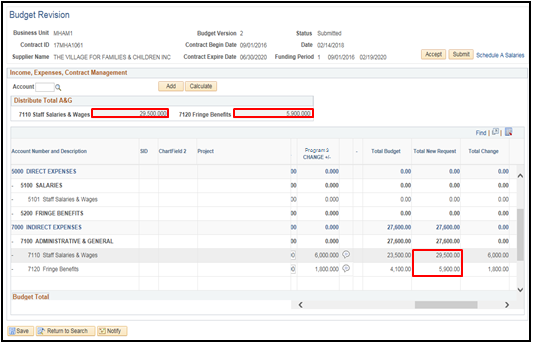 Budget Revision
Business Unit MHAM1 Budget Version 2 Status Submitted
Contract ID 17MHA1061 Contract Begin Date 09/01/2016 Date 02/14/2018
Supplier Name THE VILLAGE FOR FAMILIES & CHILDREN INC Contract Expire Date 06/30/2020 Funding Period 1 09/01/2016 02/19/2020
Accept Submit Schedule A Salaries
Income, Expenses, Contract Management
Account Add Calculate
Distribute Total A&G
7110 Staff Salaries & Wages 29,500.000 7120 Fringe Benefits 5,900.000
Find
Account Number and Description SID ChartField 2 Project Program 3 CHANGE +/- - Total Budget Total New Request Total Change
5000 DIRECT EXPENSES 00 0.000 0.00 0.00 0.00
- 5100 SALARIES 00 0.000 0.00 0.00 0.00
- 5101 Staff Salaries & Wages 00 0.000 0.00 0.00 0.00
- 5200 FRINGE BENEFITS 00 0.000 0.00 0.00 0.00
7000 INDIRECT EXPENSES 00 0.000 27,600.00 27,600.00 0.00
- 7100 ADMINISTRATIVE & GENERAL 00 0.000 27,600.00 27,600.00 0.00
- 7110 Staff Salaries & Wages 6,000.000 23,500.00 29,500.00 6,000.00
- 7120 Fringe Benefits 00 1,800.000 4,100.00 5,900.00 1,800.00
Budget Total
Save Return to Search Notify